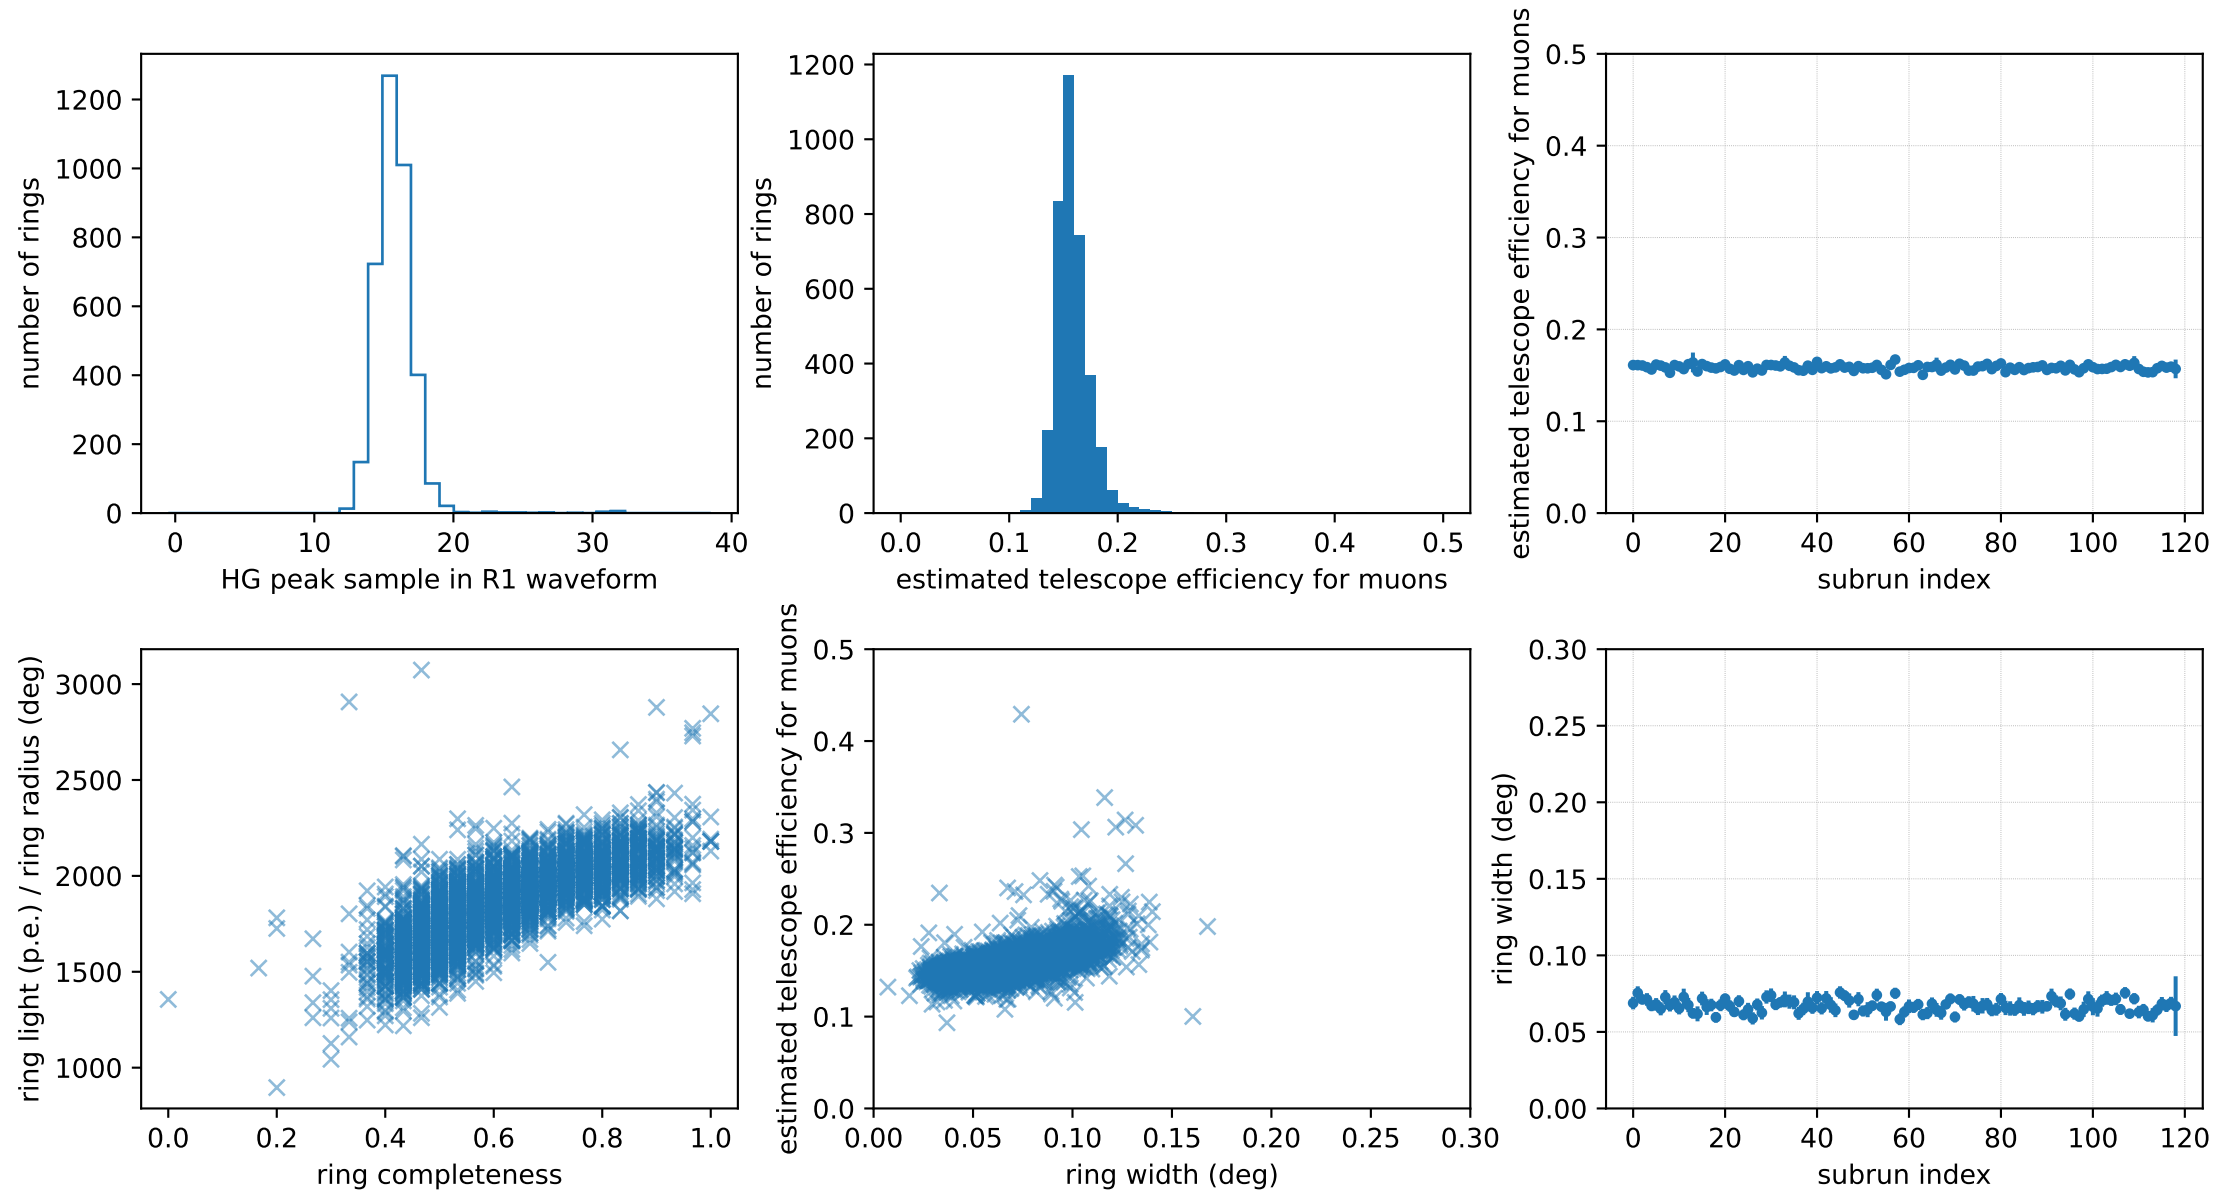 number of rings
1200
1000
800
600
400
200
0
0 10 20 30 40
HG peak sample in R1 waveform
number of rings
1200
1000
800
600
400
200
0
0.0 0.1 0.2 0.3 0.4 0.5
estimated telescope efficiency for muons
estimated telescope efficiency for muons
0.5
0.4
0.3
0.2
0.1
0.0
0 20 40 60 80 100 120
subrun index
ring light (p.e.) / ring radius (deg)
3000
2500
2000
1500
1000
0.0 0.2 0.4 0.6 0.8 1.0
ring completeness
estimated telescope efficiency for muons
0.5
0.4
0.3
0.2
0.1
0.0
0.00 0.05 0.10 0.15 0.20 0.25 0.30
ring width (deg)
ring width (deg)
0.30
0.25
0.20
0.15
0.10
0.05
0.00
0 20 40 60 80 100 120
subrun index